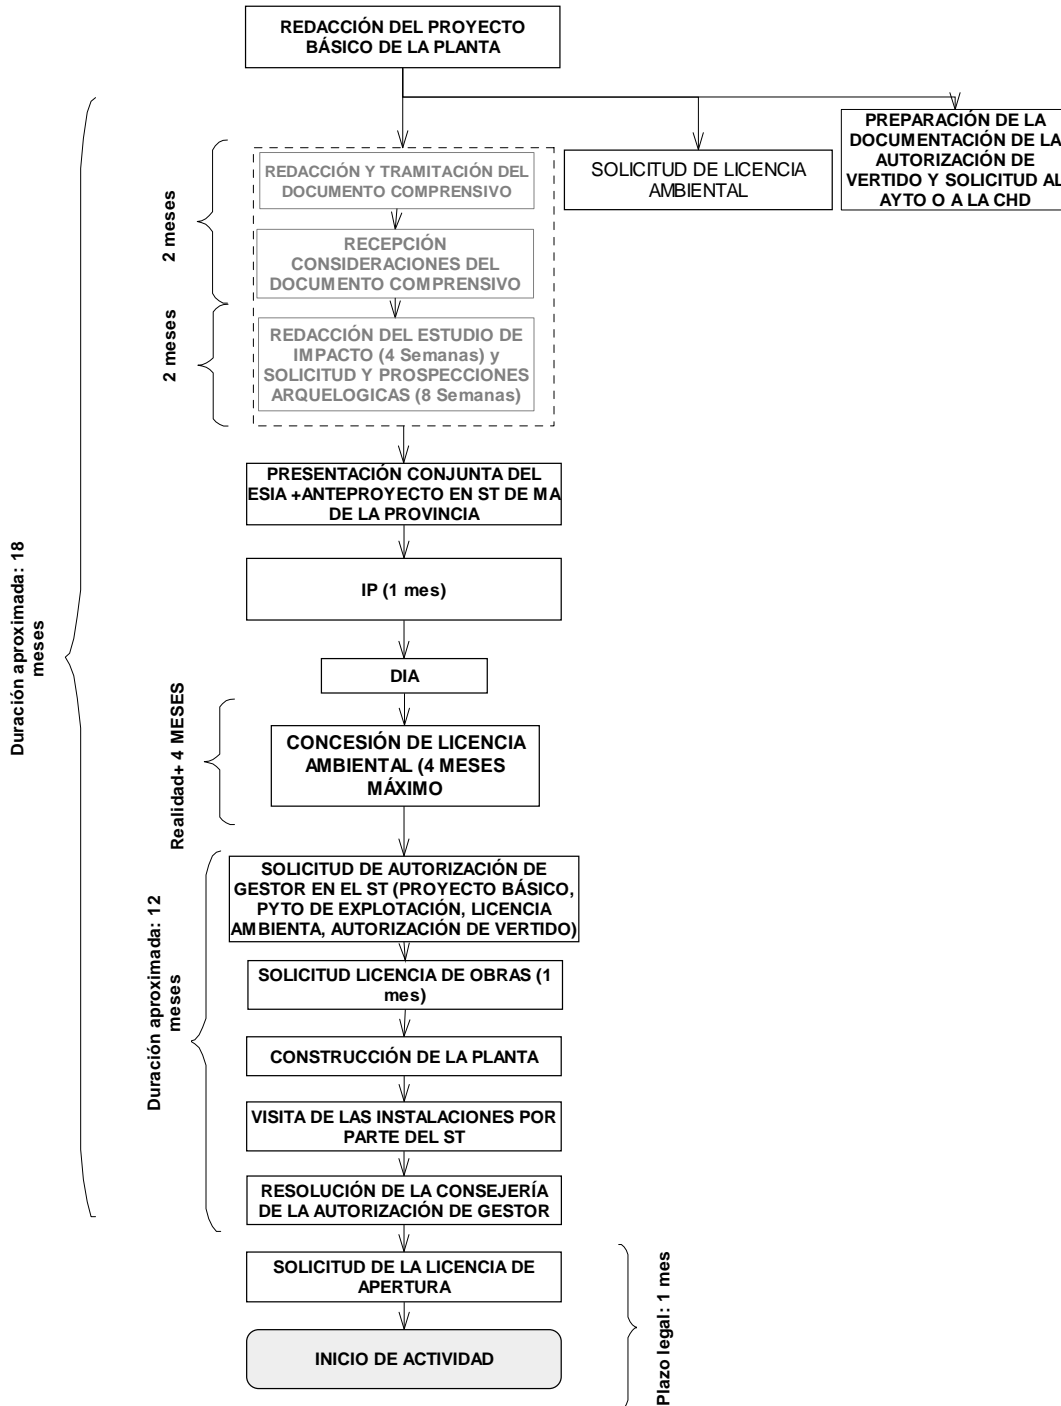 REDACCIÓN DEL PROYECTO
BÁSICO DE LA PLANTA
PREPARACIÓN DE LA
DOCUMENTACIÓN DE LA
AUTORIZACIÓN DE
VERTIDO Y SOLICITUD AL
AYTO O A LA CHD
SOLICITUD DE LICENCIA
AMBIENTAL
REDACCIÓN Y TRAMITACIÓN DEL
DOCUMENTO COMPRENSIVO
2 meses
RECEPCIÓN
CONSIDERACIONES DEL
DOCUMENTO COMPRENSIVO
2 meses
REDACCIÓN DEL ESTUDIO DE
IMPACTO (4 Semanas) y
SOLICITUD Y PROSPECCIONES
ARQUELOGICAS (8 Semanas)
PRESENTACIÓN CONJUNTA DEL
ESIA +ANTEPROYECTO EN ST DE MA
DE LA PROVINCIA
IP (1 mes)
Duración aproximada: 18
meses
DIA
Realidad+ 4 MESES
CONCESIÓN DE LICENCIA
AMBIENTAL (4 MESES
MÁXIMO
SOLICITUD DE AUTORIZACIÓN DE
GESTOR EN EL ST (PROYECTO BÁSICO,
PYTO DE EXPLOTACIÓN, LICENCIA
AMBIENTA, AUTORIZACIÓN DE VERTIDO)
Duración aproximada: 12
meses
SOLICITUD LICENCIA DE OBRAS (1
mes)
CONSTRUCCIÓN DE LA PLANTA
VISITA DE LAS INSTALACIONES POR
PARTE DEL ST
RESOLUCIÓN DE LA CONSEJERÍA
DE LA AUTORIZACIÓN DE GESTOR
SOLICITUD DE LA LICENCIA DE
APERTURA
Plazo legal: 1 mes
INICIO DE ACTIVIDAD